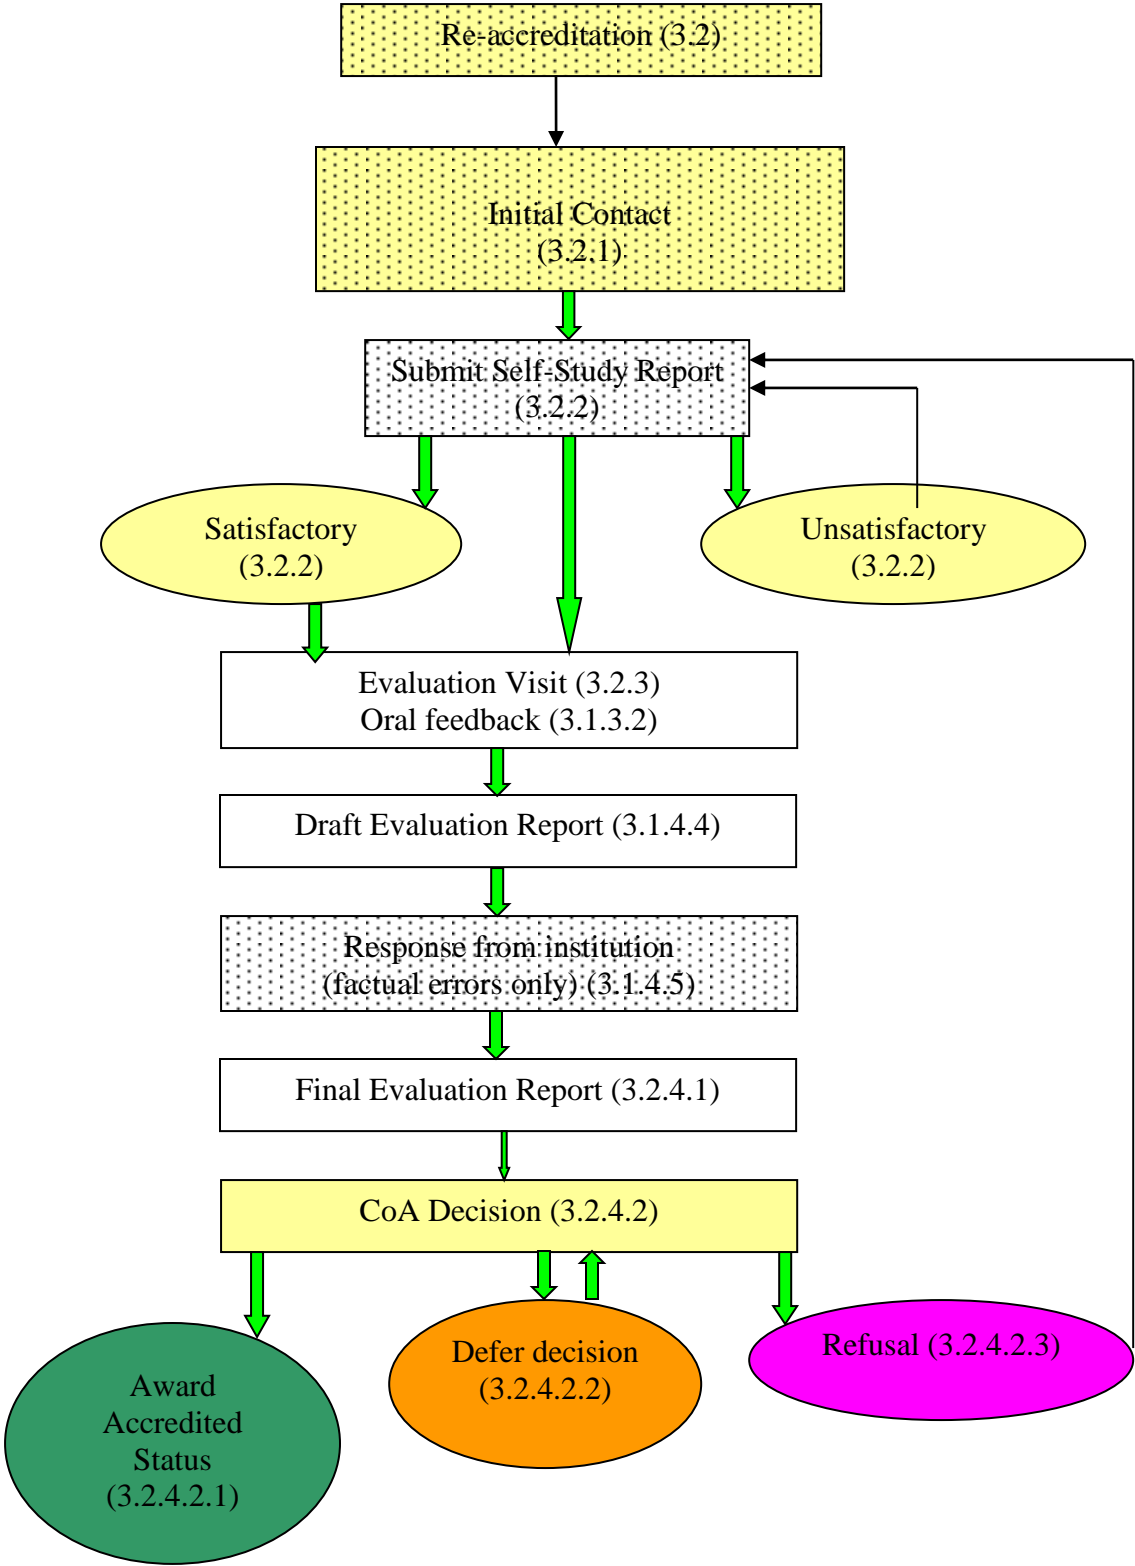 Re-accreditation (3.2)
Initial Contact
(3.2.1)
Submit Self-Study Report
(3.2.2)
Satisfactory
(3.2.2)
Unsatisfactory
(3.2.2)
Evaluation Visit (3.2.3)
Oral feedback (3.1.3.2)
Draft Evaluation Report (3.1.4.4)
Response from institution
(factual errors only) (3.1.4.5)
Final Evaluation Report (3.2.4.1)
CoA Decision (3.2.4.2)
Award
Accredited
Status
(3.2.4.2.1)
Defer decision
(3.2.4.2.2)
Refusal (3.2.4.2.3)